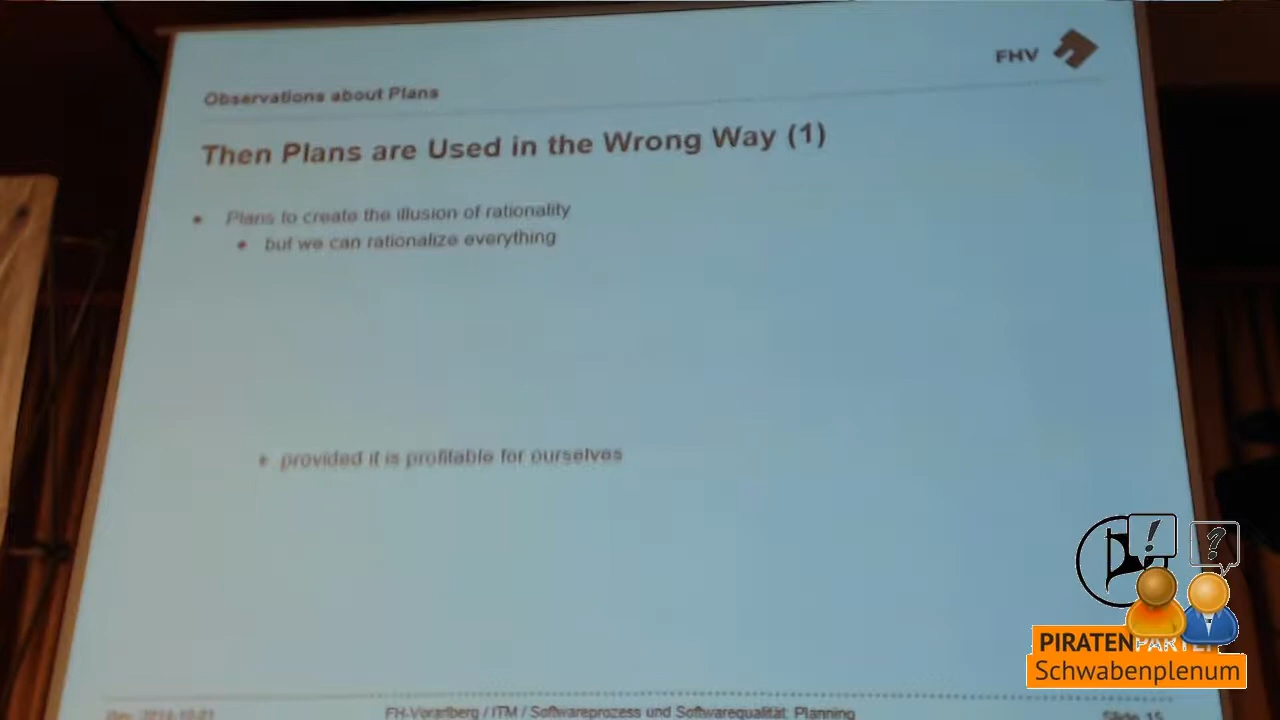 FHV
Observations about Plans
Then Plans are Used in the Wrong Way (1)
Plans to create the illusion of rationality
but we can rationalize everything
provided it is profitable for ourselves
!
?
PIRATENPARTEI
Schwabenplenum
FH-Vorarlberg / ITM / Softwareprozess und Softwarequalität: Planning
Slide 15